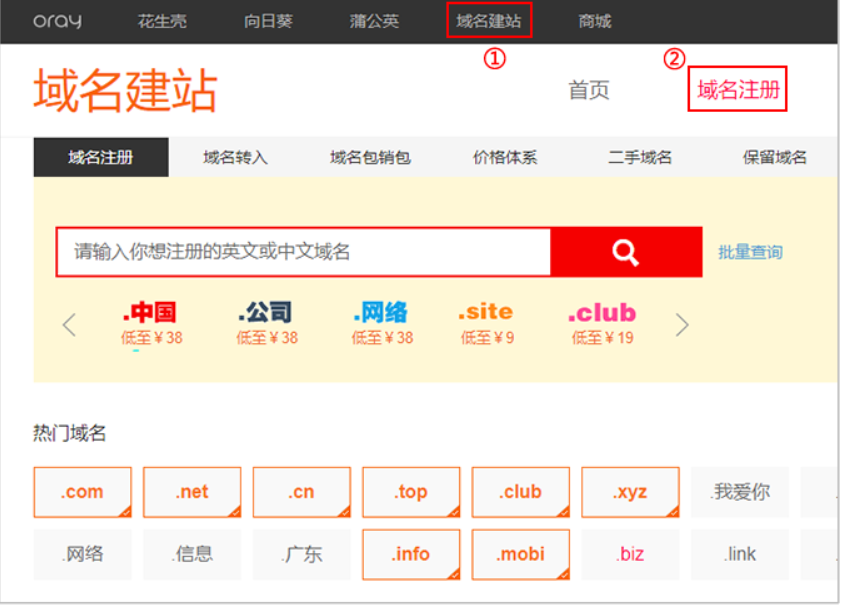 oray 花生壳 向日葵 蒲公英 域名建站 商城
① ②
域名建站 首页 域名注册
域名注册 域名转入 域名包销包 价格体系 二手域名 保留域名
请输入你想注册的英文或中文域名 批量查询
.中国 .公司 .网络 .site .club
低至¥38 低至¥38 低至¥38 低至¥9 低至¥19
热门域名
.com .net .cn .top .club .xyz .我爱你
.网络 .信息 .广东 .info .mobi .biz .link